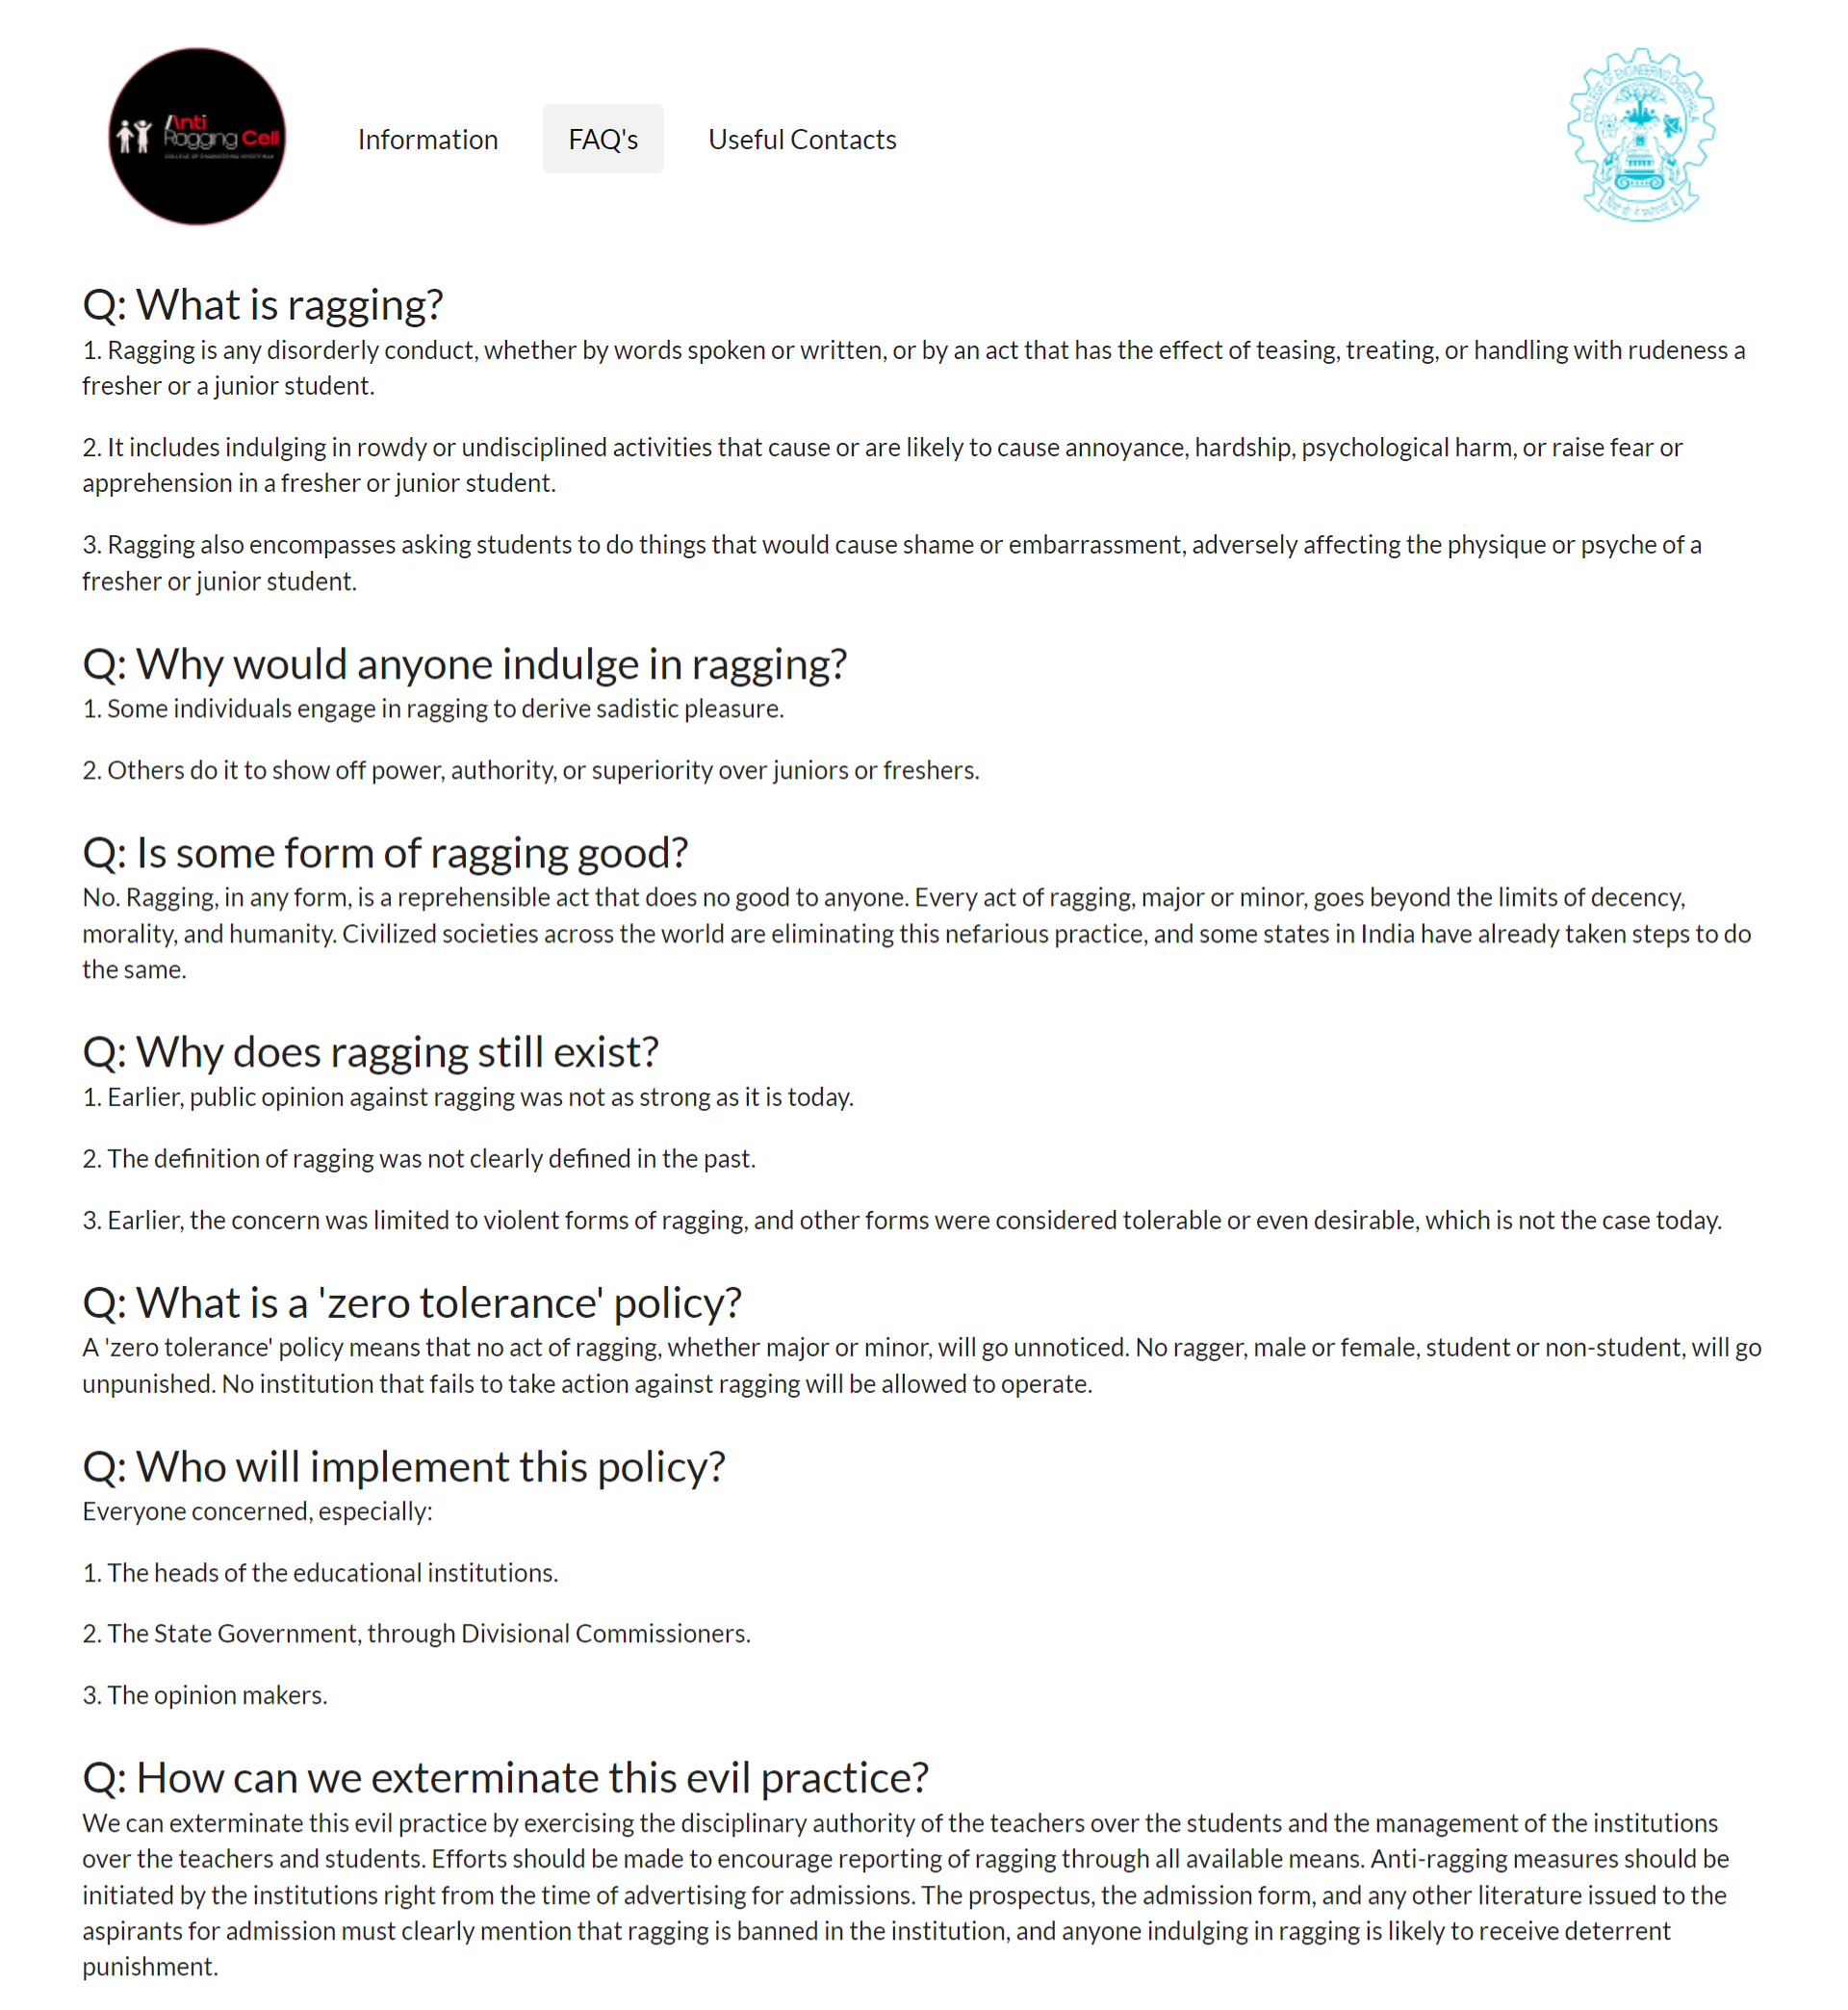 Anti
Ragging Cell
COLLEGE OF ENGINEERING CHERTHALA
Information
FAQ's
Useful Contacts
COLLEGE OF ENGINEERING CHERTHALA
Q: What is ragging?
1. Ragging is any disorderly conduct, whether by words spoken or written, or by an act that has the effect of teasing, treating, or handling with rudeness a
fresher or a junior student.
2. It includes indulging in rowdy or undisciplined activities that cause or are likely to cause annoyance, hardship, psychological harm, or raise fear or
apprehension in a fresher or junior student.
3. Ragging also encompasses asking students to do things that would cause shame or embarrassment, adversely affecting the physique or psyche of a
fresher or junior student.
Q: Why would anyone indulge in ragging?
1. Some individuals engage in ragging to derive sadistic pleasure.
2. Others do it to show off power, authority, or superiority over juniors or freshers.
Q: Is some form of ragging good?
No. Ragging, in any form, is a reprehensible act that does no good to anyone. Every act of ragging, major or minor, goes beyond the limits of decency,
morality, and humanity. Civilized societies across the world are eliminating this nefarious practice, and some states in India have already taken steps to do
the same.
Q: Why does ragging still exist?
1. Earlier, public opinion against ragging was not as strong as it is today.
2. The definition of ragging was not clearly defined in the past.
3. Earlier, the concern was limited to violent forms of ragging, and other forms were considered tolerable or even desirable, which is not the case today.
Q: What is a 'zero tolerance' policy?
A 'zero tolerance' policy means that no act of ragging, whether major or minor, will go unnoticed. No ragger, male or female, student or non-student, will go
unpunished. No institution that fails to take action against ragging will be allowed to operate.
Q: Who will implement this policy?
Everyone concerned, especially:
1. The heads of the educational institutions.
2. The State Government, through Divisional Commissioners.
3. The opinion makers.
Q: How can we exterminate this evil practice?
We can exterminate this evil practice by exercising the disciplinary authority of the teachers over the students and the management of the institutions
over the teachers and students. Efforts should be made to encourage reporting of ragging through all available means. Anti-ragging measures should be
initiated by the institutions right from the time of advertising for admissions. The prospectus, the admission form, and any other literature issued to the
aspirants for admission must clearly mention that ragging is banned in the institution, and anyone indulging in ragging is likely to receive deterrent
punishment.